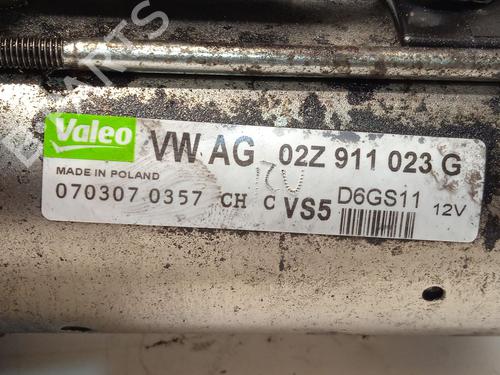 Valeo VW AG 02Z 911 023 G
MADE IN POLAND
070307 0357 CH C VS5 D6GS11 12V